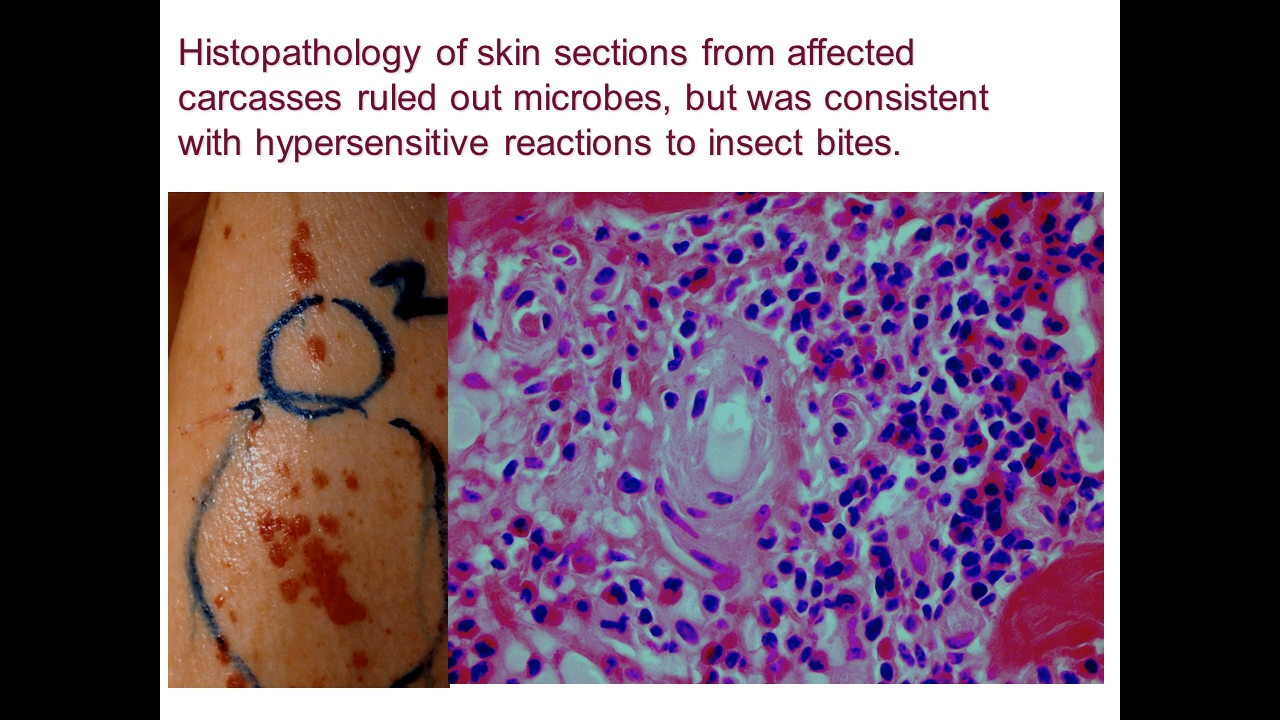 Histopathology of skin sections from affected
carcasses ruled out microbes, but was consistent
with hypersensitive reactions to insect bites.
2